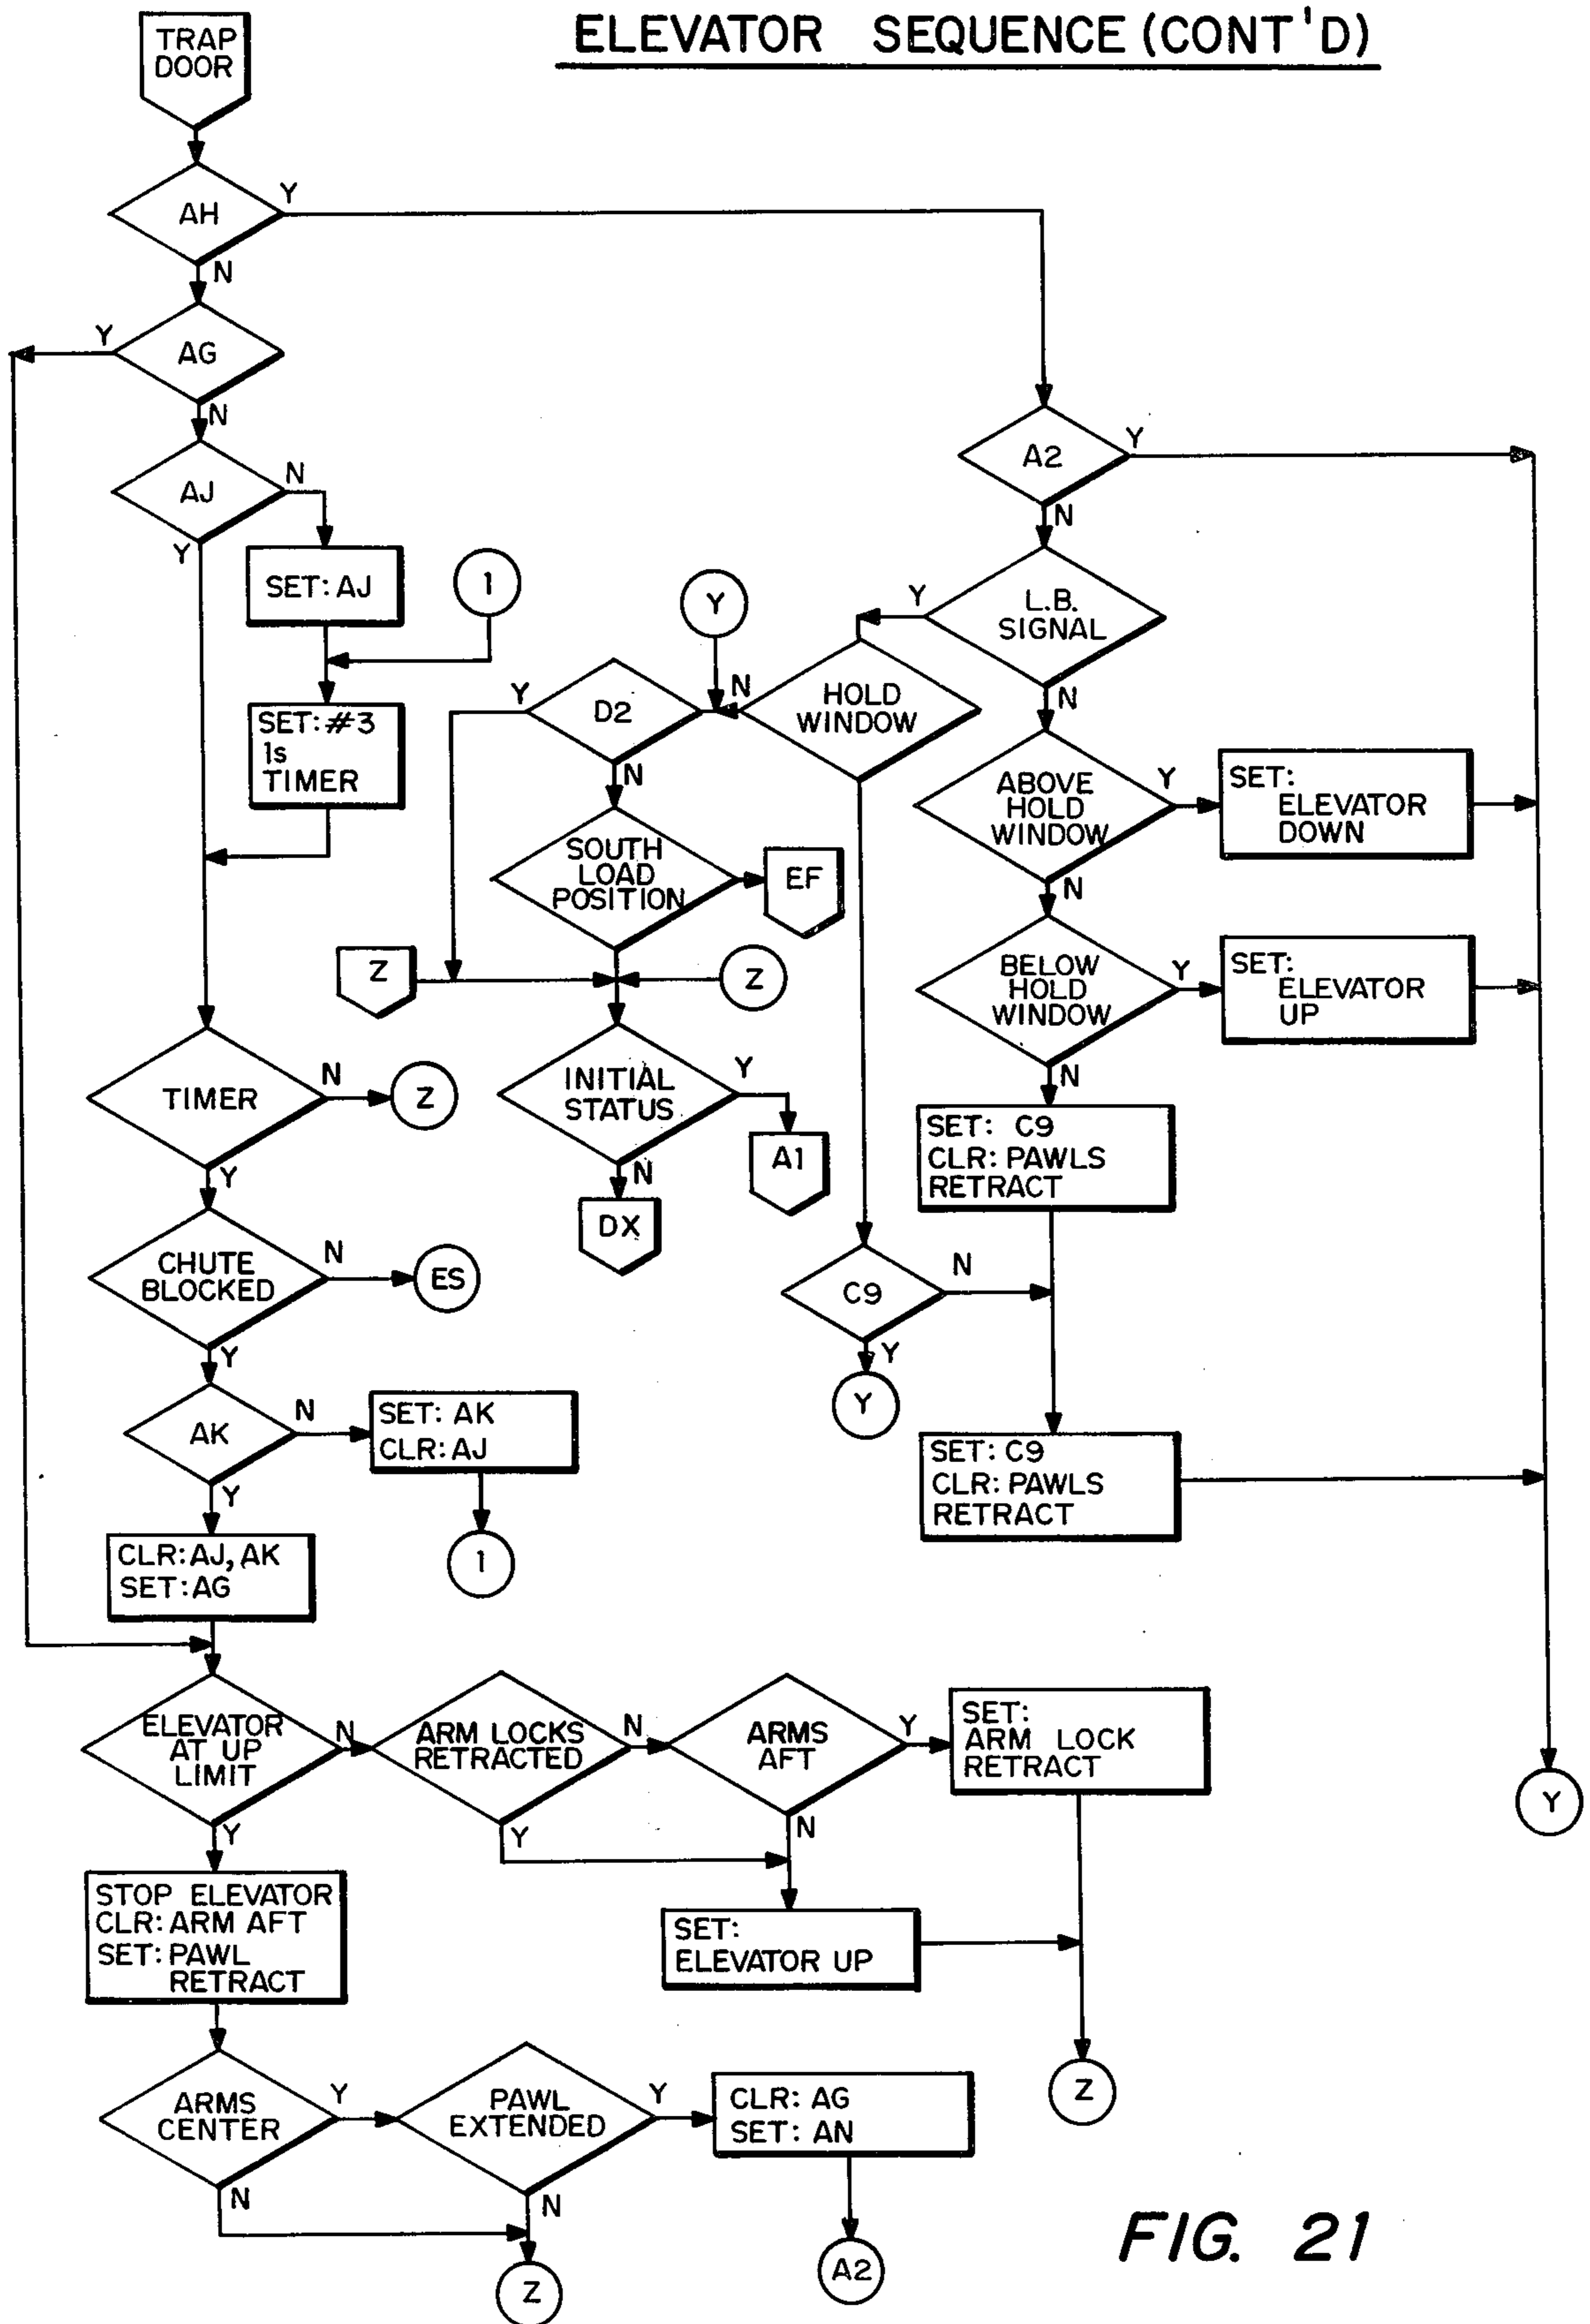 ELEVATOR SEQUENCE (CONT'D)
TRAP
DOOR
AH
Y
N
AG
Y
N
AJ
N
Y
SET: AJ
1
SET: #3
1s
TIMER
A2
Y
N
L.B.
SIGNAL
Y
N
Y
HOLD
WINDOW
N
D2
Y
N
SOUTH
LOAD
POSITION
EF
ABOVE
HOLD
WINDOW
Y
N
SET:
ELEVATOR
DOWN
BELOW
HOLD
WINDOW
Y
N
SET:
ELEVATOR
UP
Z
Z
INITIAL
STATUS
Y
N
A1
DX
TIMER
N
Z
Y
CHUTE
BLOCKED
N
ES
Y
SET: C9
CLR: PAWLS
RETRACT
C9
N
Y
Y
SET: C9
CLR: PAWLS
RETRACT
AK
N
Y
SET: AK
CLR: AJ
1
CLR: AJ, AK
SET: AG
ELEVATOR
AT UP
LIMIT
N
Y
ARM LOCKS
RETRACTED
N
Y
ARMS
AFT
Y
N
SET:
ARM LOCK
RETRACT
Y
STOP ELEVATOR
CLR: ARM AFT
SET: PAWL
RETRACT
SET:
ELEVATOR UP
Z
ARMS
CENTER
Y
N
PAWL
EXTENDED
Y
N
CLR: AG
SET: AN
Z
A2
FIG. 21